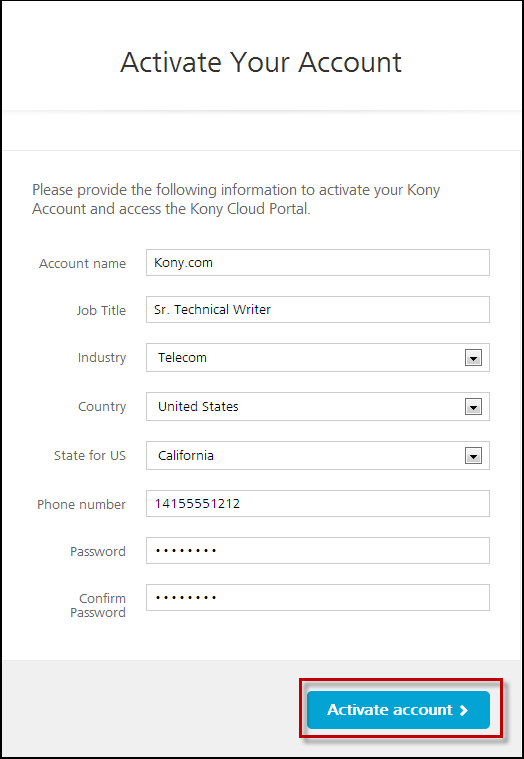 Activate Your Account
Please provide the following information to activate your Kony
Account and access the Kony Cloud Portal.
Account name Kony.com
Job Title Sr. Technical Writer
Industry Telecom
Country United States
State for US California
Phone number 14155551212
Password ••••••••
Confirm
Password ••••••••
Activate account